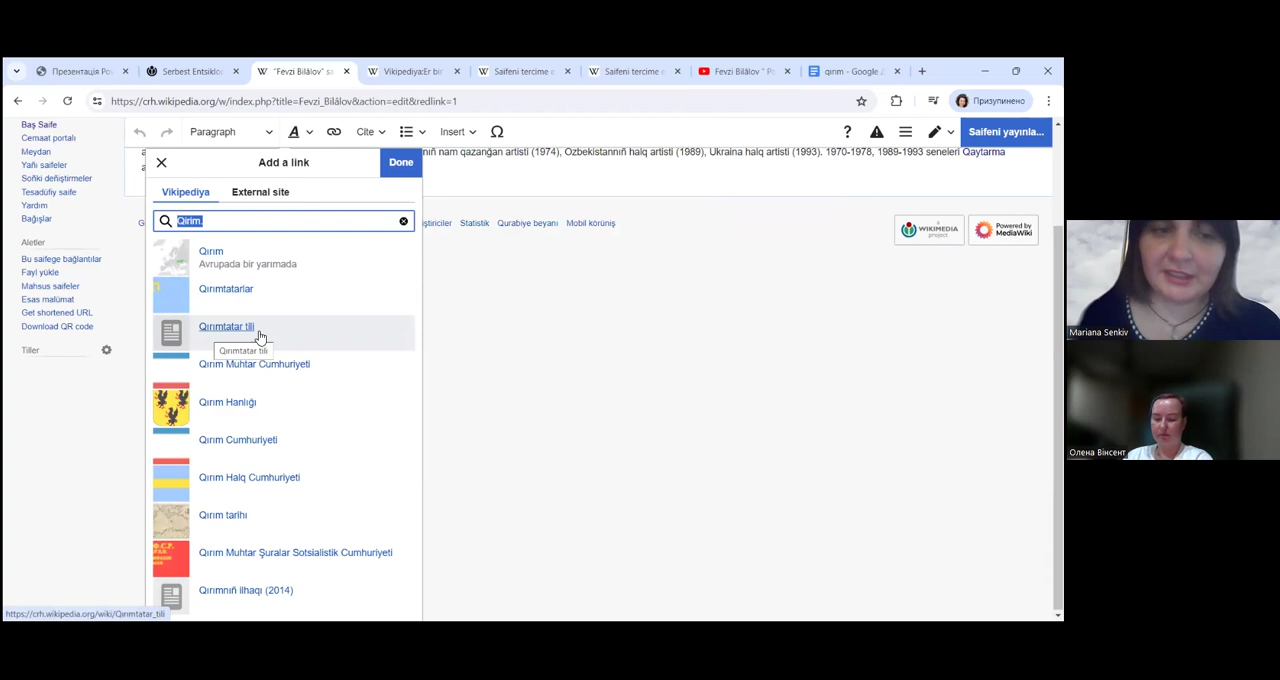 Презентація Po
Serbest Entsiklo
"Fevzi Bilâlov" sa
Vikipediya:Er bir
Saifeni tercime e
Saifeni tercime e
Fevzi Bilâlov " Po
qırım - Google
https://crh.wikipedia.org/w/index.php?title=Fevzi_Bilâlov&action=edit&redlink=1
Призупинено
Baş Saife
Cemaat portalı
Meydan
Yañı saifeler
Soñki deñiştirmeler
Tesadüfiy saife
Yardım
Bağışlar
Aletler
Bu saifege bağlantılar
Fayl yükle
Mahsus saifeler
Esas malümat
Get shortened URL
Download QR code
Tiller
Paragraph
A
Cite
Insert
Ω
?
Saifeni yayınla...
nıñ nam qazanğan artisti (1974), Özbekistannıñ halq artisti (1989), Ukraina halq artisti (1993). 1970-1978, 1989-1993 seneleri Qaytarma
Add a link
Done
Vikipediya
External site
Qirim.
Qırım
Avrupada bir yarımada
Qırımtatarlar
Qırımtatar tili
Qırımtatar tili
Qırım Muhtar Cumhuriyeti
Qırım Hanlığı
Qırım Cumhuriyeti
Qırım Halq Cumhuriyeti
Qırım tarihı
Qırım Muhtar Şuralar Sotsialistik Cumhuriyeti
Qırımnıñ ilhaqı (2014)
iştiriciler
Statistik
Qurabiye beyanı
Mobil körüniş
WIKIMEDIA
project
Powered by
MediaWiki
https://crh.wikipedia.org/wiki/Qırımtatar_tili
Mariana Senkiv
Олена Вінсент